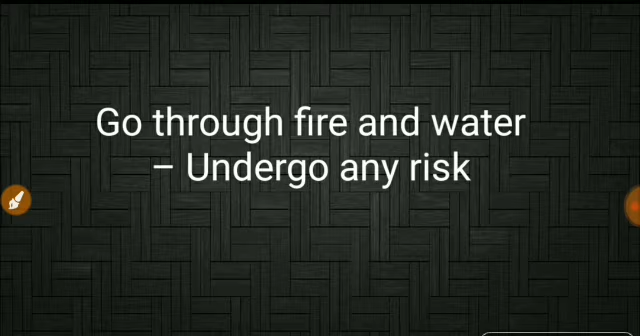 Go through fire and water
– Undergo any risk